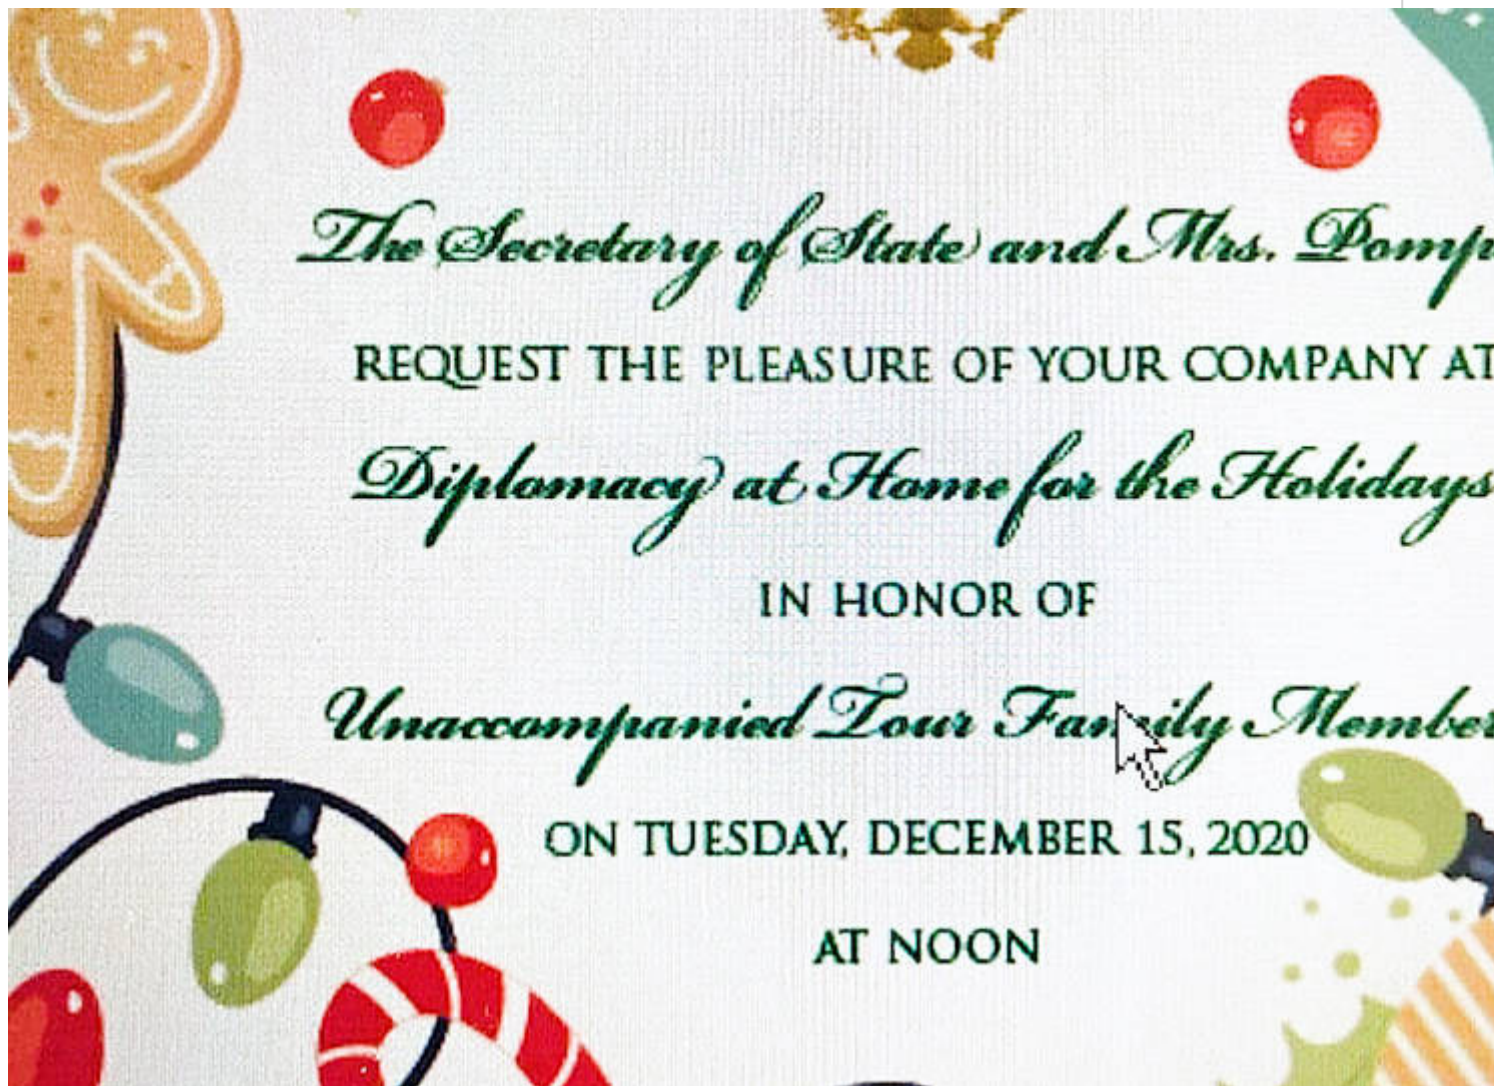 The Secretary of State and Mrs. Pomp
REQUEST THE PLEASURE OF YOUR COMPANY AT
Diplomacy at Home for the Holidays
IN HONOR OF
Unaccompanied Tour Family Member
ON TUESDAY, DECEMBER 15, 2020
AT NOON